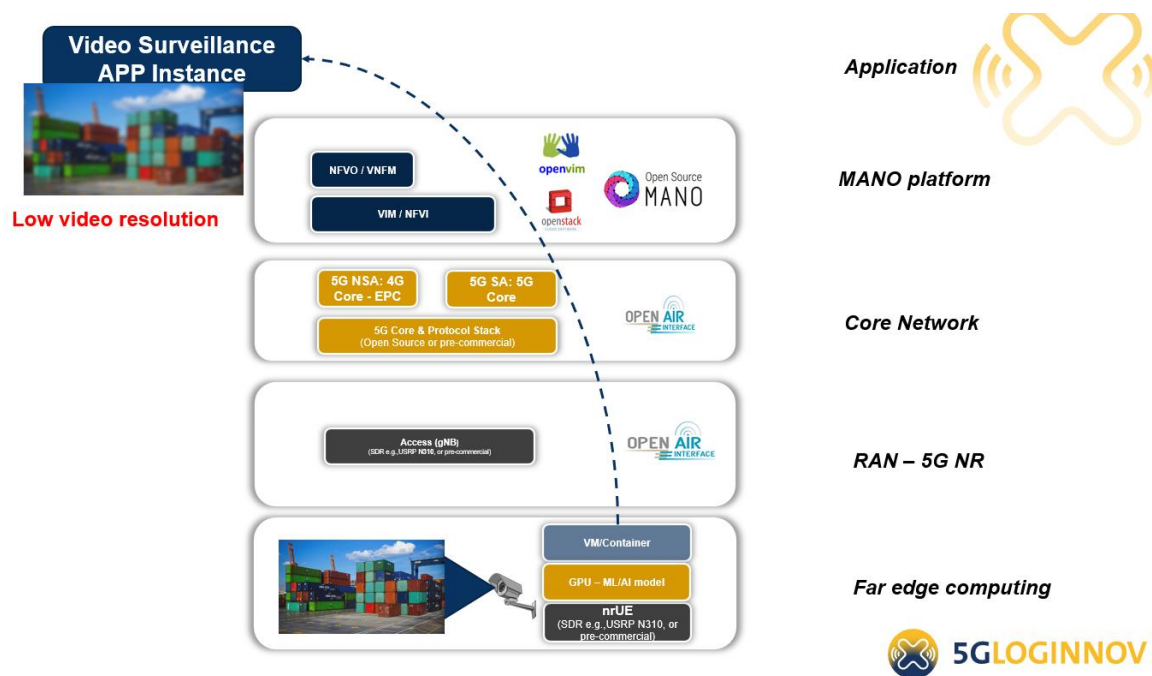 Video Surveillance
APP Instance
Application
Low video resolution
NFVO / VNFM
VIM / NFVI
openvim
openstack
Open Source
MANO
MANO platform
5G NSA: 4G
Core - EPC
5G SA: 5G
Core
5G Core & Protocol Stack
(Open Source or pre-commercial)
OPEN AIR
INTERFACE
Core Network
Access (gNB)
(SDR e.g.,USRP N310, or pre-commercial)
OPEN AIR
INTERFACE
RAN – 5G NR
VM/Container
GPU – ML/AI model
nrUE
(SDR e.g.,USRP N310, or
pre-commercial)
Far edge computing
5GLOGINNOV